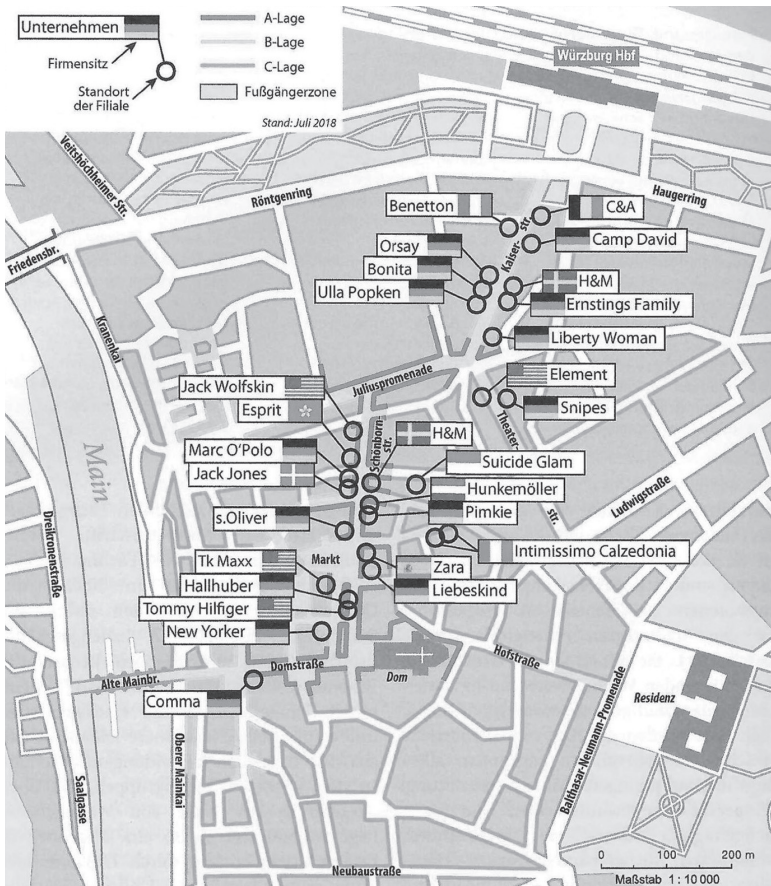 Unternehmen
Firmensitz
Standort
der Filiale
A-Lage
B-Lage
C-Lage
Fußgängerzone
Stand: Juli 2018
Würzburg Hbf
Veitshöchheimer Str.
Röntgenring
Haugerring
Friedensbr.
Kranenkai
Benetton
C&A
Kaiser-
str.
Camp David
Orsay
Bonita
Ulla Popken
H&M
Ernstings Family
Liberty Woman
Juliuspromenade
Jack Wolfskin
Element
Esprit
Snipes
Theater-
str.
Schönborn-
str.
H&M
Marc O'Polo
Jack Jones
Suicide Glam
Hunkemöller
Pimkie
Ludwigstraße
Main
Dreikronenstraße
s.Oliver
Intimissimo Calzedonia
Markt
Tk Maxx
Zara
Hallhuber
Liebeskind
Tommy Hilfiger
New Yorker
Hofstraße
Domstraße
Dom
Alte Mainbr.
Comma
Residenz
Balthasar-Neumann-Promenade
Oberer Mainkai
Saalgasse
Neubaustraße
0 100 200 m
Maßstab 1 : 10 000